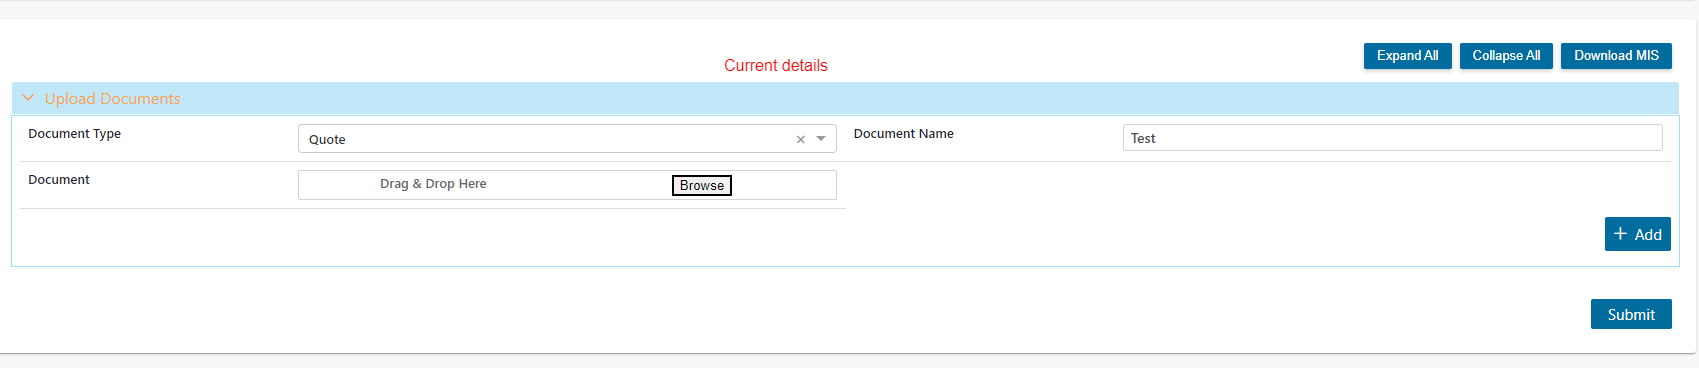 Expand All Collapse All Download MIS
Current details
Upload Documents
Document Type Quote Document Name Test
Document Drag & Drop Here Browse
+ Add
Submit